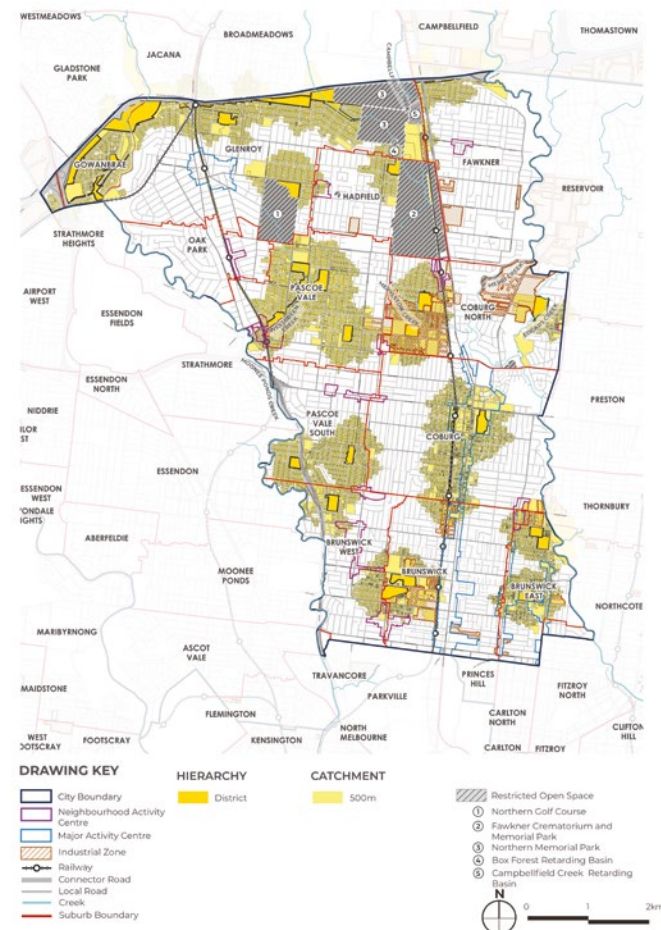 WESTMEADOWS
BROADMEADOWS
CAMPBELLFIELD
THOMASTOWN
JACANA
GLADSTONE
PARK
GOWANBRAE
GLENROY
FAWKNER
HADFIELD
RESERVOIR
STRATHMORE
HEIGHTS
OAK
PARK
AIRPORT
WEST
ESSENDON
FIELDS
PASCOE
VALE
COBURG
NORTH
STRATHMORE
ESSENDON
NORTH
PRESTON
NIDDRIE
PASCOE
VALE
SOUTH
COBURG
MOONEE PONDS CREEK
ESSENDON
ESSENDON
WEST
THORNBURY
ABERFELDIE
BRUNSWICK
WEST
BRUNSWICK
BRUNSWICK
EAST
MOONEE
PONDS
NORTHCOTE
MARIBYRNONG
ASCOT
VALE
TRAVANCORE
PRINCES
HILL
MAIDSTONE
PARKVILLE
FITZROY
NORTH
FLEMINGTON
CARLTON
NORTH
WEST
FOOTSCRAY
KENSINGTON
NORTH
MELBOURNE
CLIFTON
HILL
CARLTON
FITZROY
DRAWING KEY
City Boundary
Neighbourhood Activity
Centre
Major Activity Centre
Industrial Zone
Railway
Connector Road
Local Road
Creek
Suburb Boundary
HIERARCHY
District
CATCHMENT
500m
Restricted Open Space
1 Northern Golf Course
2 Fawkner Crematorium and
Memorial Park
3 Northern Memorial Park
4 Box Forest Retarding Basin
5 Campbellfield Creek Retarding
Basin
N
0 1 2km